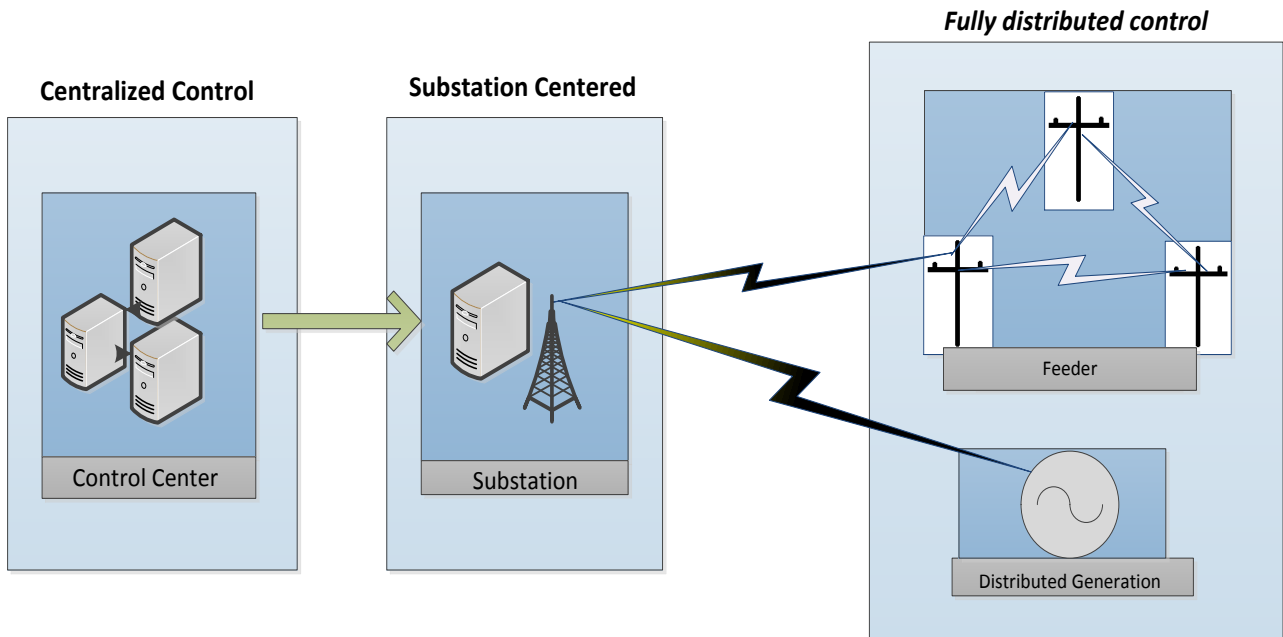 Centralized Control
Control Center
Substation Centered
Substation
Fully distributed control
Feeder
Distributed Generation